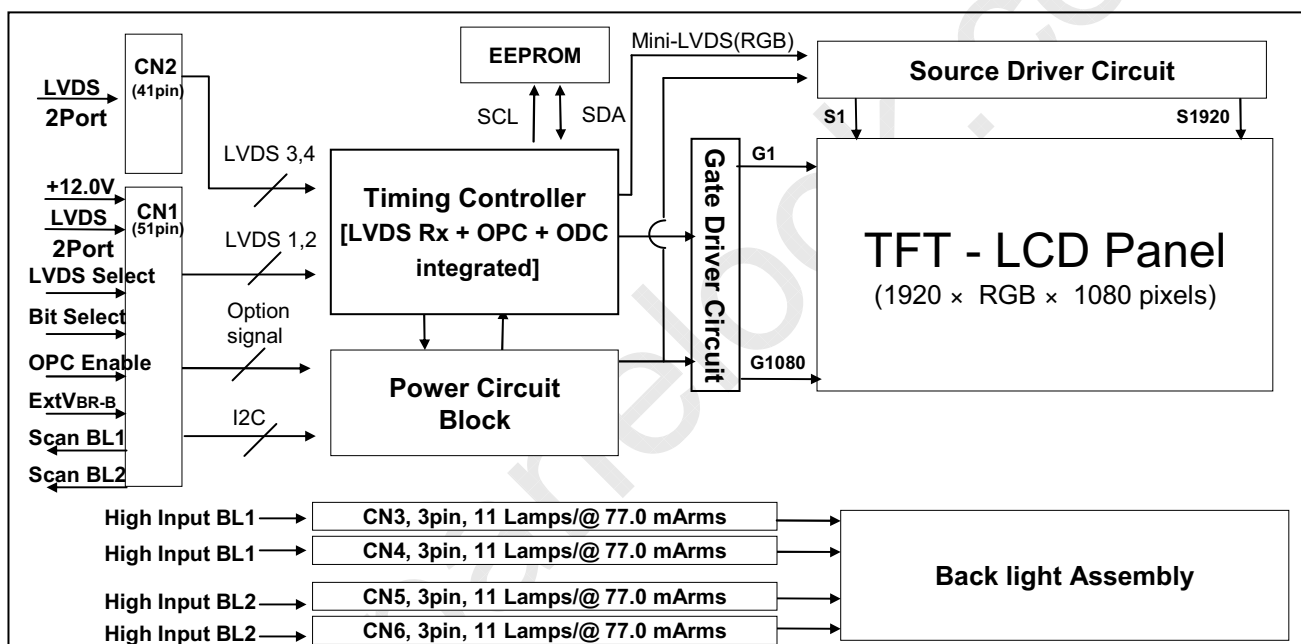 CN2
(41pin)
LVDS
2Port
+12.0V
LVDS
2Port
CN1
(51pin)
LVDS Select
Bit Select
OPC Enable
ExtVBR-B
Scan BL1
Scan BL2
LVDS 3,4
LVDS 1,2
Option
signal
I2C
EEPROM
SCL
SDA
Mini-LVDS(RGB)
Timing Controller
[LVDS Rx + OPC + ODC
integrated]
Power Circuit
Block
Source Driver Circuit
S1
S1920
Gate Driver Circuit
G1
G1080
TFT - LCD Panel
(1920 × RGB × 1080 pixels)
High Input BL1
CN3, 3pin, 11 Lamps/@ 77.0 mArms
High Input BL1
CN4, 3pin, 11 Lamps/@ 77.0 mArms
High Input BL2
CN5, 3pin, 11 Lamps/@ 77.0 mArms
High Input BL2
CN6, 3pin, 11 Lamps/@ 77.0 mArms
Back light Assembly